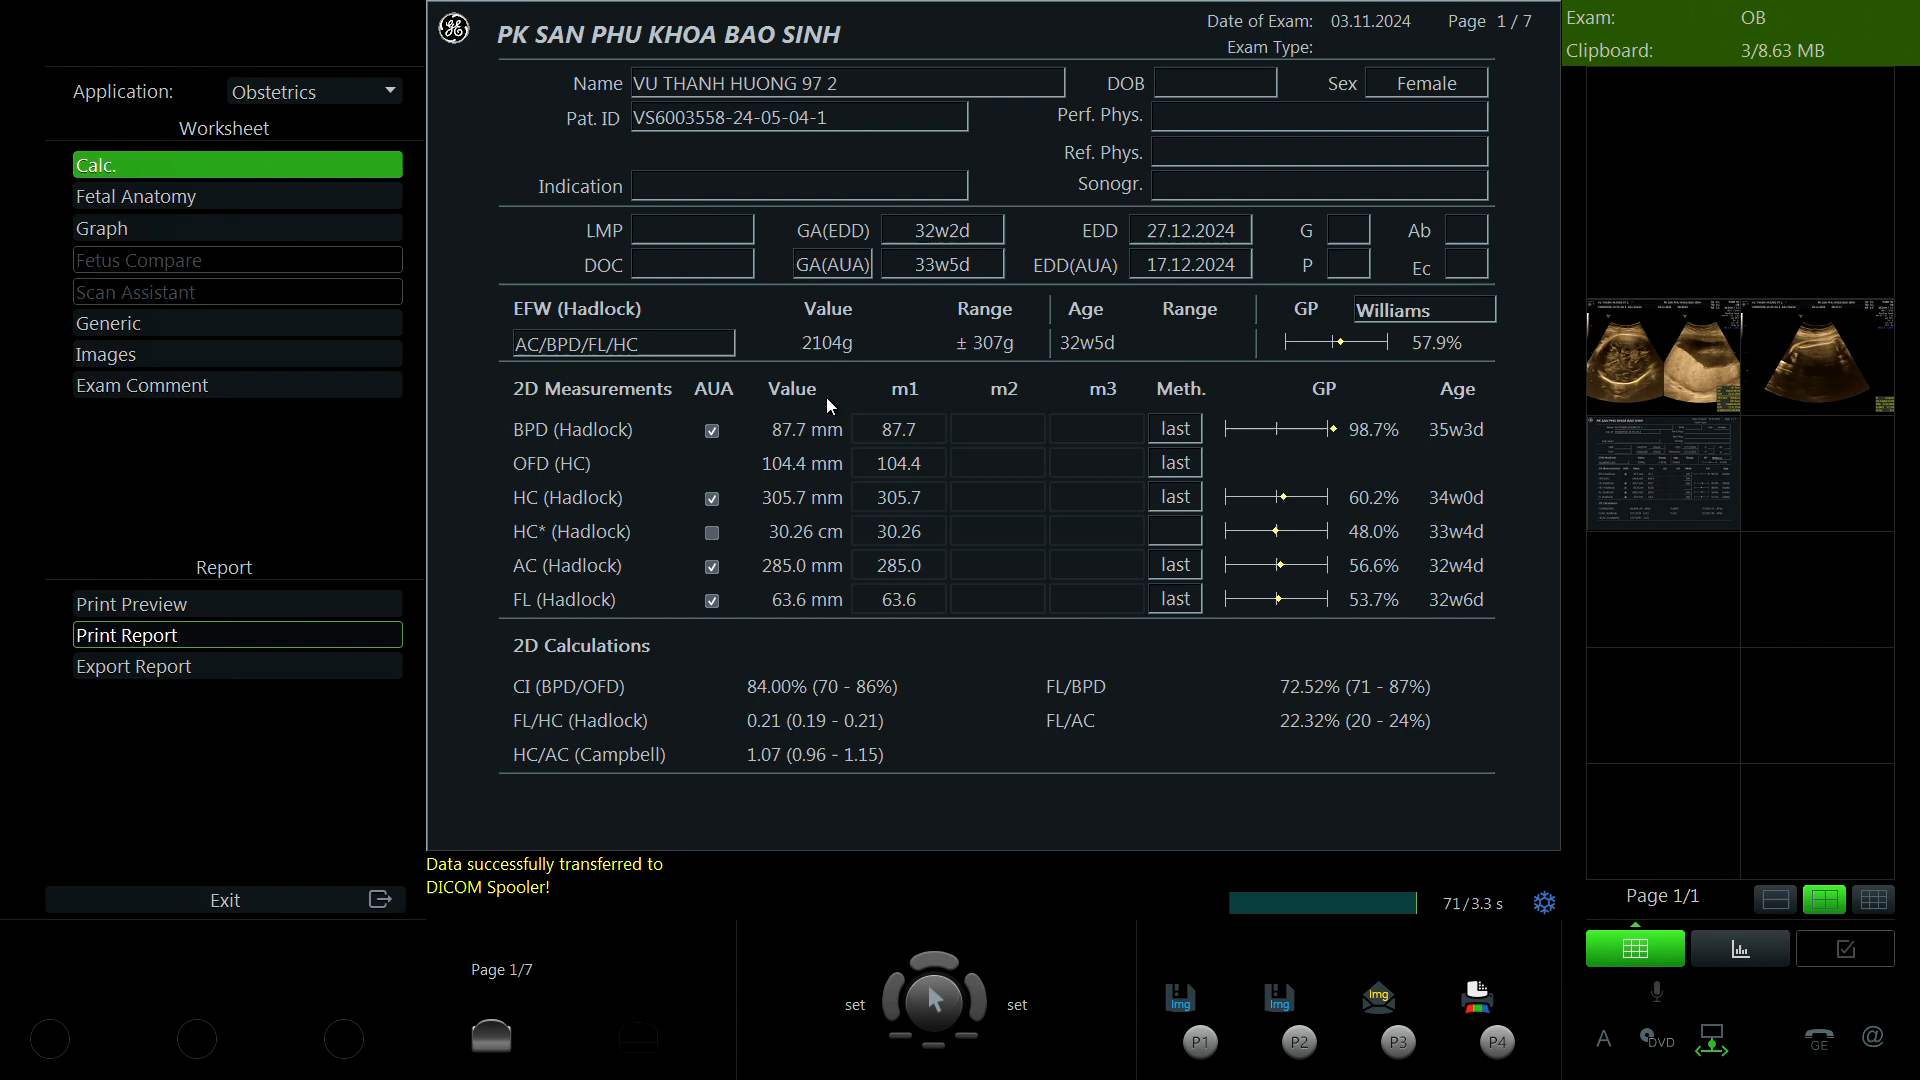 PK SAN PHU KHOA BAO SINH
Date of Exam: 03.11.2024 Page 1 / 7
Exam Type:
Exam: OB
Clipboard: 3/8.63 MB
Application: Obstetrics
Worksheet
Calc.
Fetal Anatomy
Graph
Fetus Compare
Scan Assistant
Generic
Images
Exam Comment
Report
Print Preview
Print Report
Export Report
Exit
Name VU THANH HUONG 97 2 DOB Sex Female
Pat. ID VS6003558-24-05-04-1 Perf. Phys.
Ref. Phys.
Indication Sonogr.
LMP GA(EDD) 32w2d EDD 27.12.2024 G Ab
DOC GA(AUA) 33w5d EDD(AUA) 17.12.2024 P Ec
EFW (Hadlock) Value Range Age Range GP Williams
AC/BPD/FL/HC 2104g ± 307g 32w5d 57.9%
2D Measurements AUA Value m1 m2 m3 Meth. GP Age
BPD (Hadlock) 87.7 mm 87.7 last 98.7% 35w3d
OFD (HC) 104.4 mm 104.4 last
HC (Hadlock) 305.7 mm 305.7 last 60.2% 34w0d
HC* (Hadlock) 30.26 cm 30.26 48.0% 33w4d
AC (Hadlock) 285.0 mm 285.0 last 56.6% 32w4d
FL (Hadlock) 63.6 mm 63.6 last 53.7% 32w6d
2D Calculations
CI (BPD/OFD) 84.00% (70 - 86%) FL/BPD 72.52% (71 - 87%)
FL/HC (Hadlock) 0.21 (0.19 - 0.21) FL/AC 22.32% (20 - 24%)
HC/AC (Campbell) 1.07 (0.96 - 1.15)
Data successfully transferred to
DICOM Spooler!
71/3.3 s
Page 1/1
Page 1/7
set set
Img Img Img
P1 P2 P3 P4
A DVD GE @